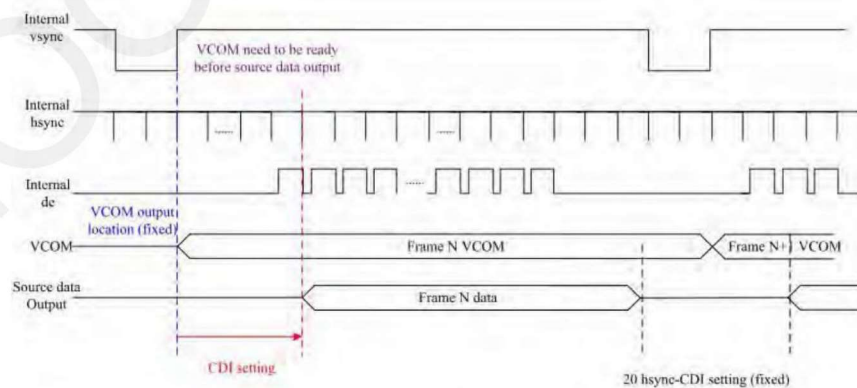 Internal
vsync
VCOM need to be ready
before source data output
Internal
hsync
......
......
Internal
de
......
VCOM output
location (fixed)
VCOM
Frame N VCOM
Frame N+1 VCOM
Source data
Output
Frame N data
CDI setting
20 hsync-CDI setting (fixed)